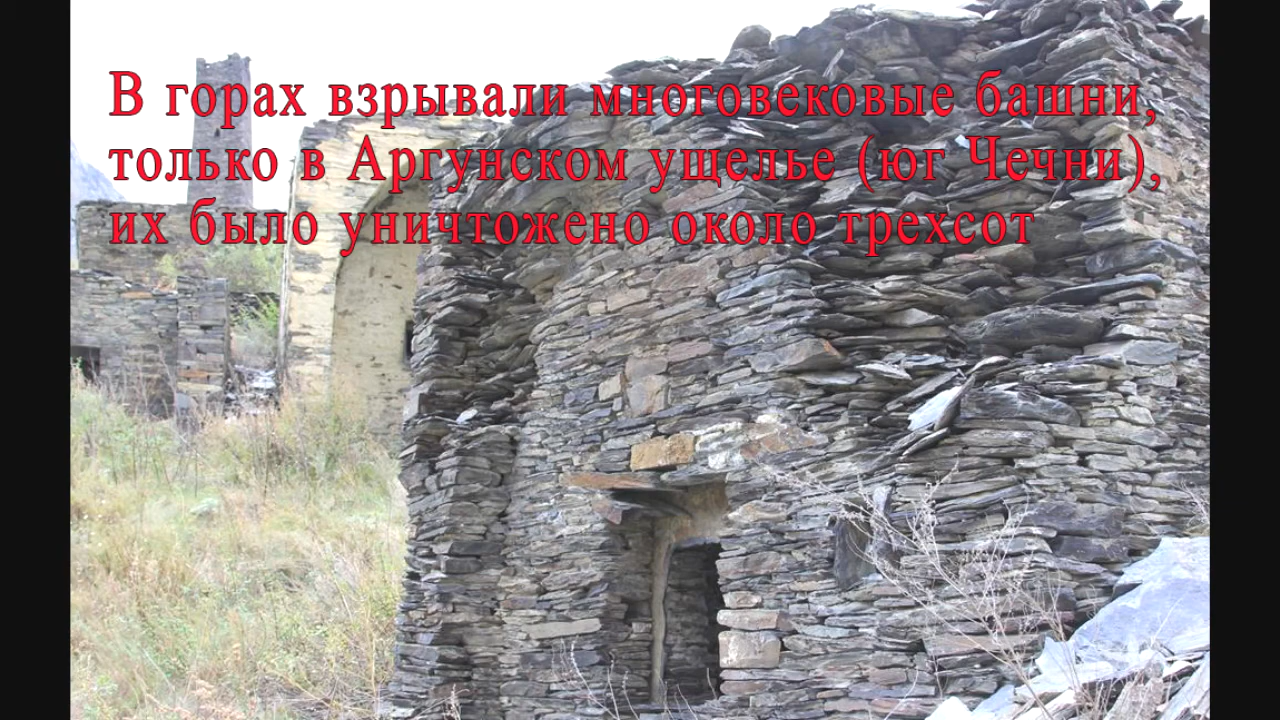 В горах взрывали многовековые башни,
только в Аргунском ущелье (юг Чечни),
их было уничтожено около трехсот